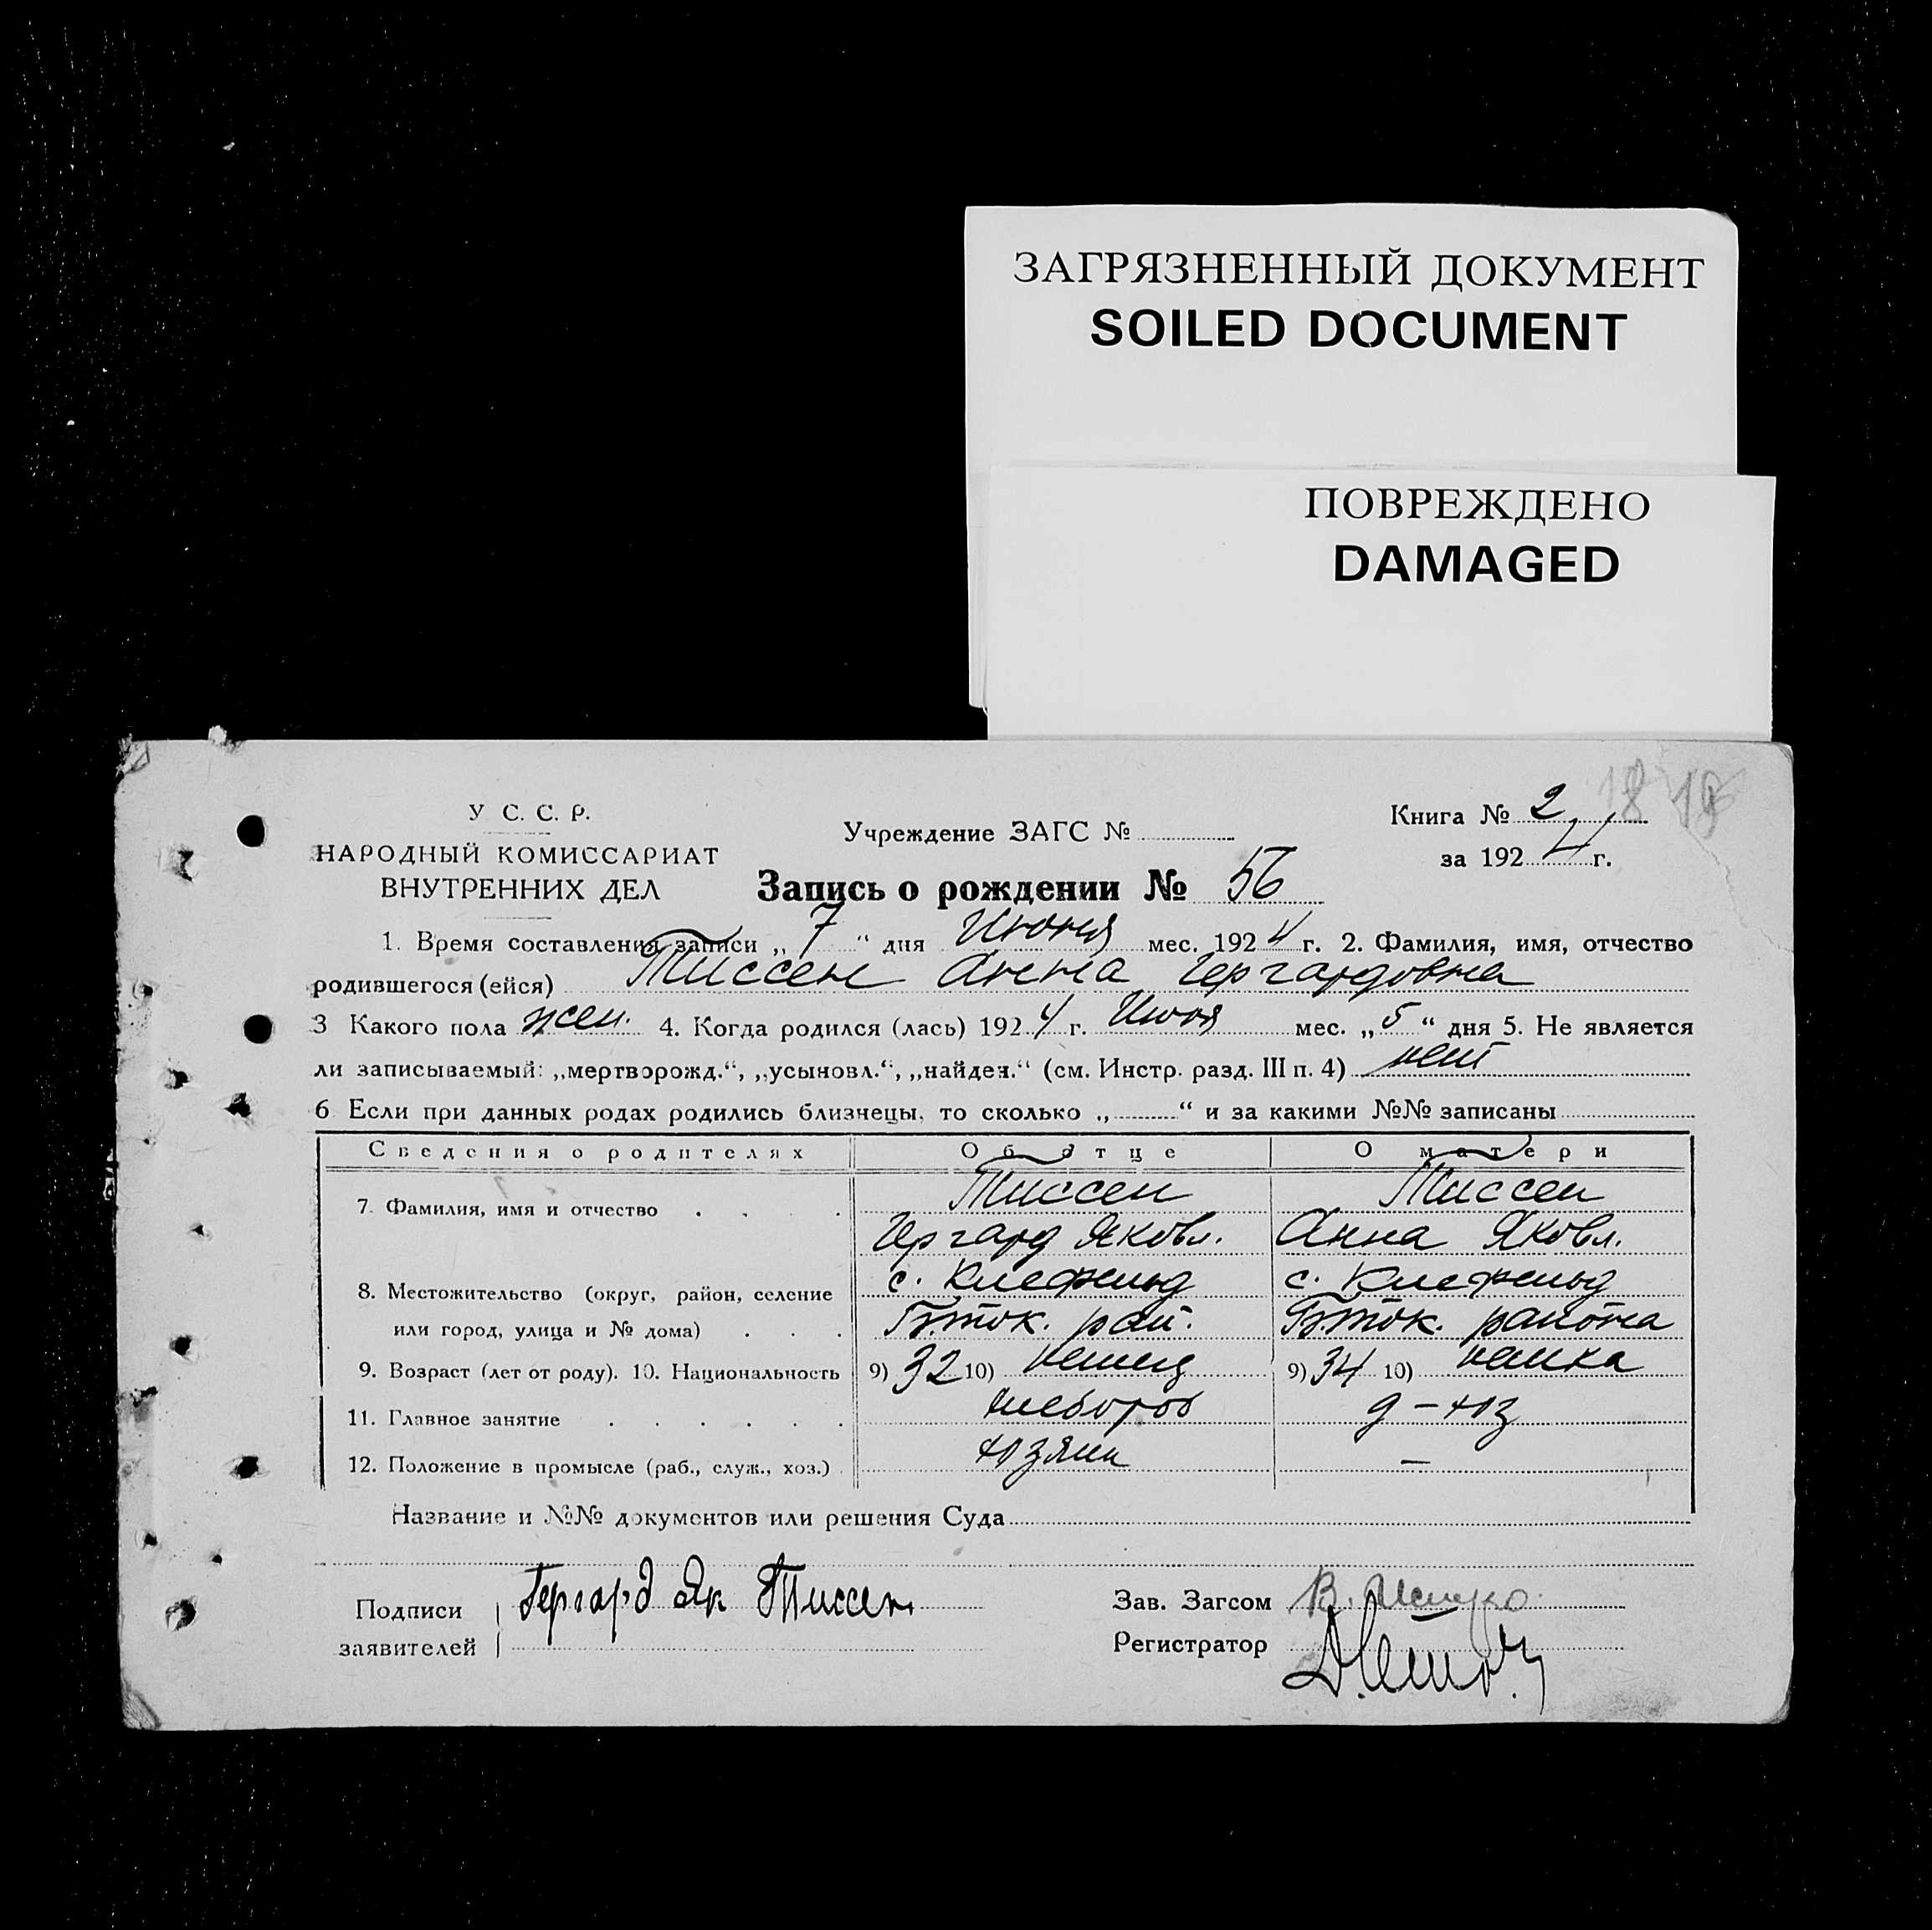 ЗАГРЯЗНЕННЫЙ ДОКУМЕНТ
SOILED DOCUMENT
ПОВРЕЖДЕНО
DAMAGED
У С. С. Р.
НАРОДНЫЙ КОМИССАРИАТ
ВНУТРЕННИХ ДЕЛ
Учреждение ЗАГС №
Книга № 2
за 1924 г.
Запись о рождении № 56
1. Время составления записи „ 7 “ дня Июня мес. 1924 г. 2. Фамилия, имя, отчество
родившегося (ейся) Тиссен Анна Гергардовна
3 Какого пола жен. 4. Когда родился (лась) 1924 г. Июня мес. „ 5 “ дня 5. Не является
ли записываемый: „мертворожд.“, „усыновл.“, „найден.“ (см. Инстр. разд. III п. 4) нет
6 Если при данных родах родились близнецы, то сколько „ “ и за какими №№ записаны
Сведения о родителях Об отце О матери
7. Фамилия, имя и отчество Тиссен Тиссен
Гергард Яковл. Анна Яковл.
8. Местожительство (округ, район, селение с. Клефельд с. Клефельд
или город, улица и № дома) Б.ток. рай. Б.ток. района
9. Возраст (лет от роду). 10. Национальность 9) 32 10) немец 9) 34 10) немка
11. Главное занятие хлебороб д-хоз
12. Положение в промысле (раб., служ., хоз.) хозяин —
Название и №№ документов или решения Суда
Подписи Гергард Як Тиссен
заявителей
Зав. Загсом В.
Регистратор